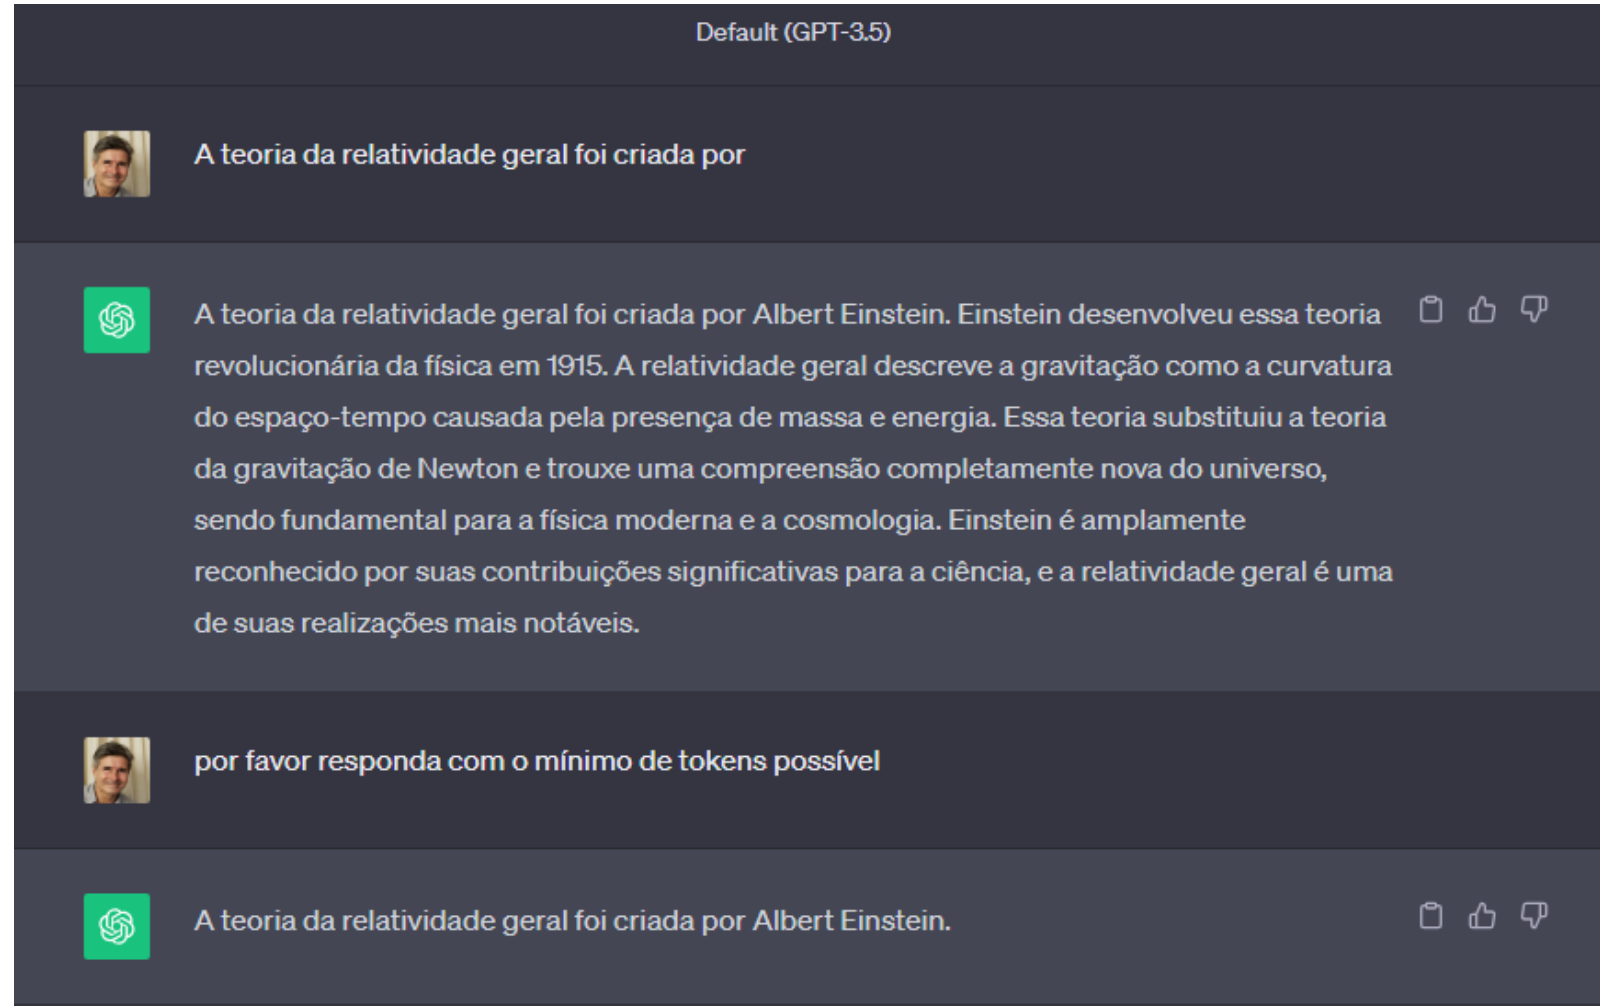 Default (GPT-3.5)
A teoria da relatividade geral foi criada por
A teoria da relatividade geral foi criada por Albert Einstein. Einstein desenvolveu essa teoria
revolucionária da física em 1915. A relatividade geral descreve a gravitação como a curvatura
do espaço-tempo causada pela presença de massa e energia. Essa teoria substituiu a teoria
da gravitação de Newton e trouxe uma compreensão completamente nova do universo,
sendo fundamental para a física moderna e a cosmologia. Einstein é amplamente
reconhecido por suas contribuições significativas para a ciência, e a relatividade geral é uma
de suas realizações mais notáveis.
por favor responda com o mínimo de tokens possível
A teoria da relatividade geral foi criada por Albert Einstein.